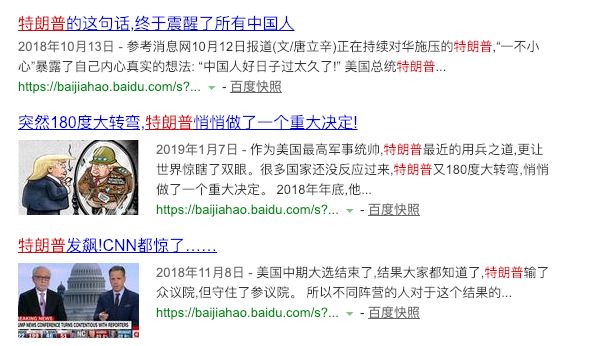 特朗普的这句话,终于震醒了所有中国人
2018年10月13日 - 参考消息网10月12日报道(文/唐立辛)正在持续对华施压的特朗普,“一不小
心”暴露了自己内心真实的想法: “中国人好日子过太久了!” 美国总统特朗普...
https://baijiahao.baidu.com/s?... - 百度快照
突然180度大转弯,特朗普悄悄做了一个重大决定!
2019年1月7日 - 作为美国最高军事统帅,特朗普最近的用兵之道,更让
世界惊瞎了双眼。很多国家还没反应过来,特朗普又180度大转弯,悄悄
做了一个重大决定。 2018年年底,他...
https://baijiahao.baidu.com/s?... - 百度快照
特朗普发飙!CNN都惊了……
2018年11月8日 - 美国中期大选结束了,结果大家都知道了,特朗普输了
众议院,但守住了参议院。 所以不同阵营的人对于这个结果的...
BREAKING NEWS
MP NEWS CONFERENCE TURNS CONTENTIOUS WITH REPORTERS
https://baijiahao.baidu.com/s?... - 百度快照